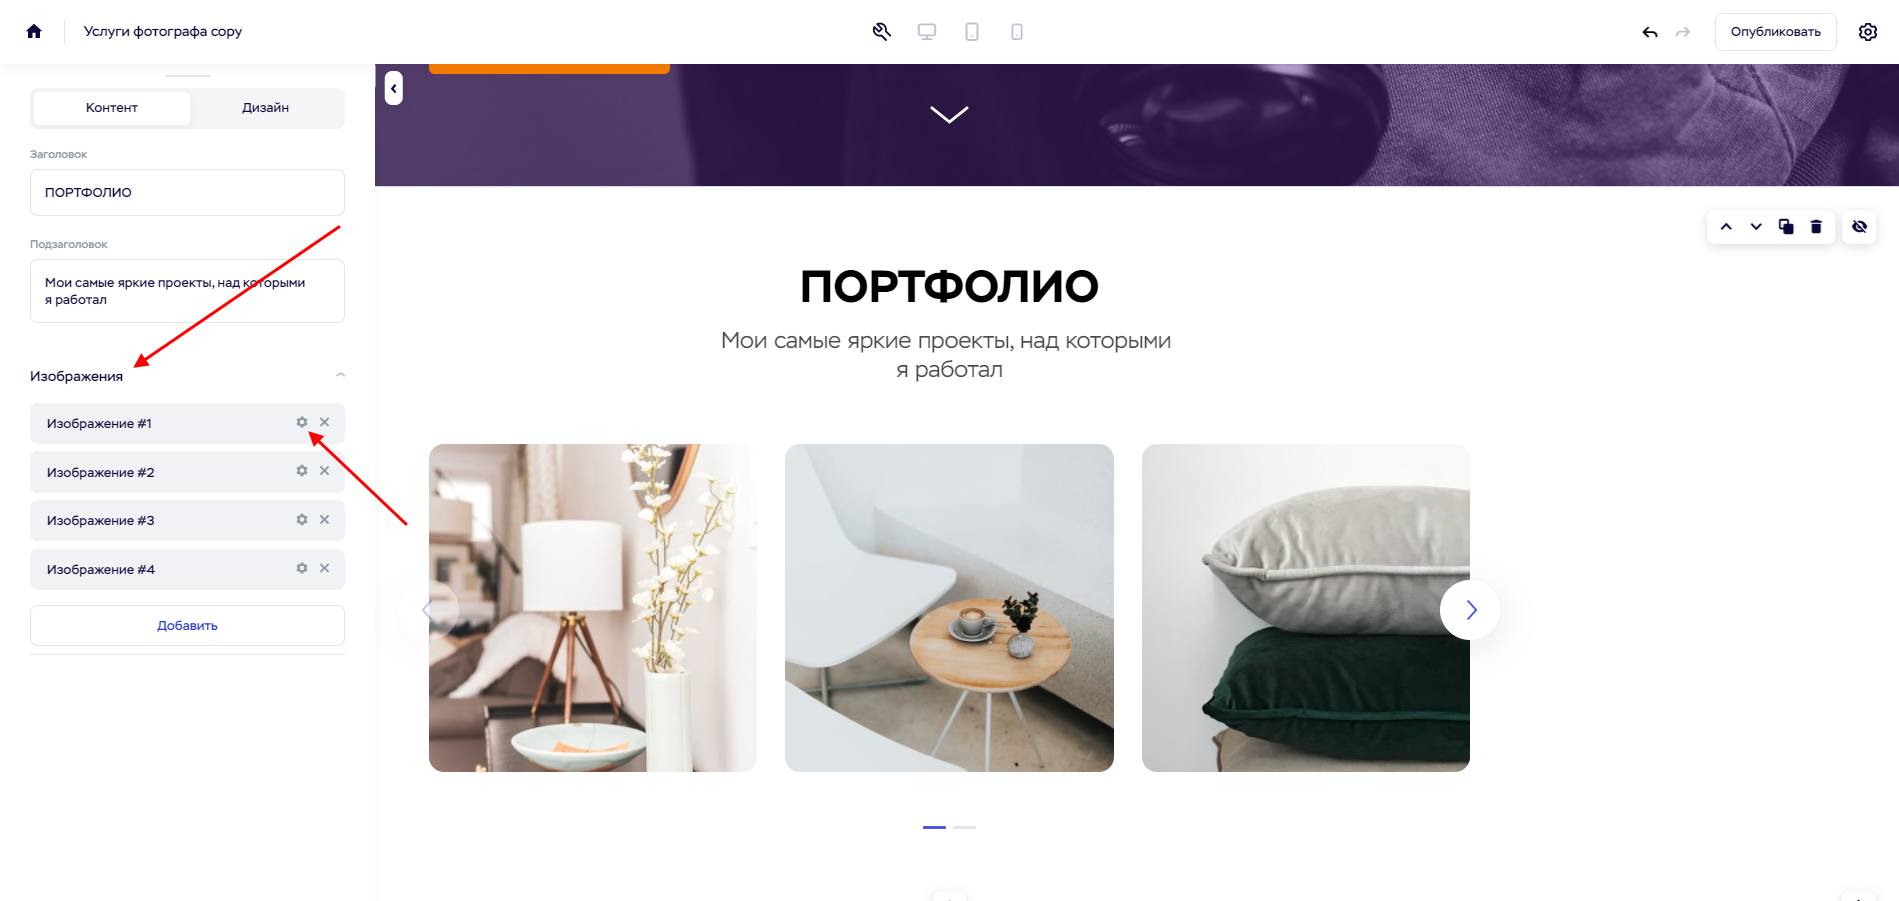 Услуги фотографа copy
Опубликовать
Контент
Дизайн
Заголовок
ПОРТФОЛИО
Подзаголовок
Мои самые яркие проекты, над которыми
я работал
Изображения
Изображение #1
Изображение #2
Изображение #3
Изображение #4
Добавить
ПОРТФОЛИО
Мои самые яркие проекты, над которыми
я работал